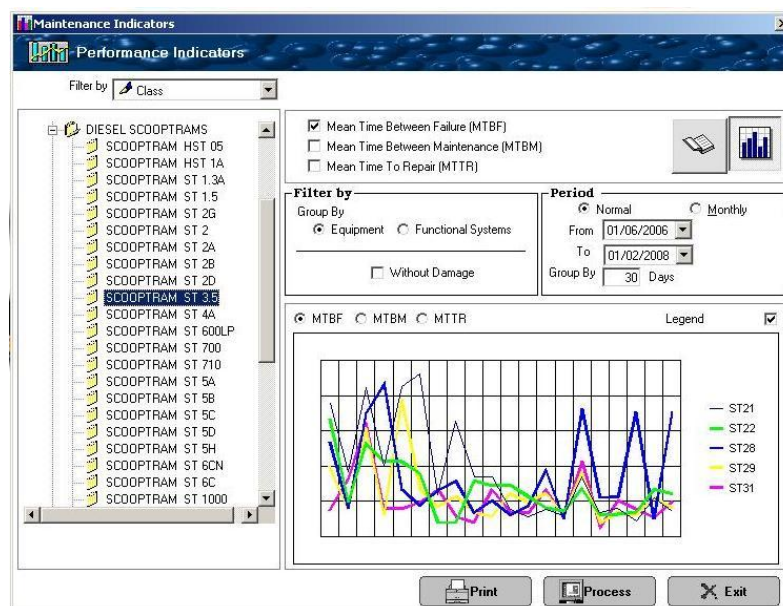 Maintenance Indicators
Performance Indicators
Filter by Class
DIESEL SCOOPTRAMS
SCOOPTRAM HST 05
SCOOPTRAM HST 1A
SCOOPTRAM ST 1.3A
SCOOPTRAM ST 1.5
SCOOPTRAM ST 2G
SCOOPTRAM ST 2
SCOOPTRAM ST 2A
SCOOPTRAM ST 2B
SCOOPTRAM ST 2D
SCOOPTRAM ST 3.5
SCOOPTRAM ST 4A
SCOOPTRAM ST 600LP
SCOOPTRAM ST 700
SCOOPTRAM ST 710
SCOOPTRAM ST 5A
SCOOPTRAM ST 5B
SCOOPTRAM ST 5C
SCOOPTRAM ST 5D
SCOOPTRAM ST 5H
SCOOPTRAM ST 6CN
SCOOPTRAM ST 6C
SCOOPTRAM ST 1000
Mean Time Between Failure (MTBF)
Mean Time Between Maintenance (MTBM)
Mean Time To Repair (MTTR)
Filter by
Group By
Equipment Functional Systems
Without Damage
Period
Normal Monthly
From 01/06/2006
To 01/02/2008
Group By 30 Days
MTBF MTBM MTTR Legend
ST21
ST22
ST28
ST29
ST31
Print Process Exit